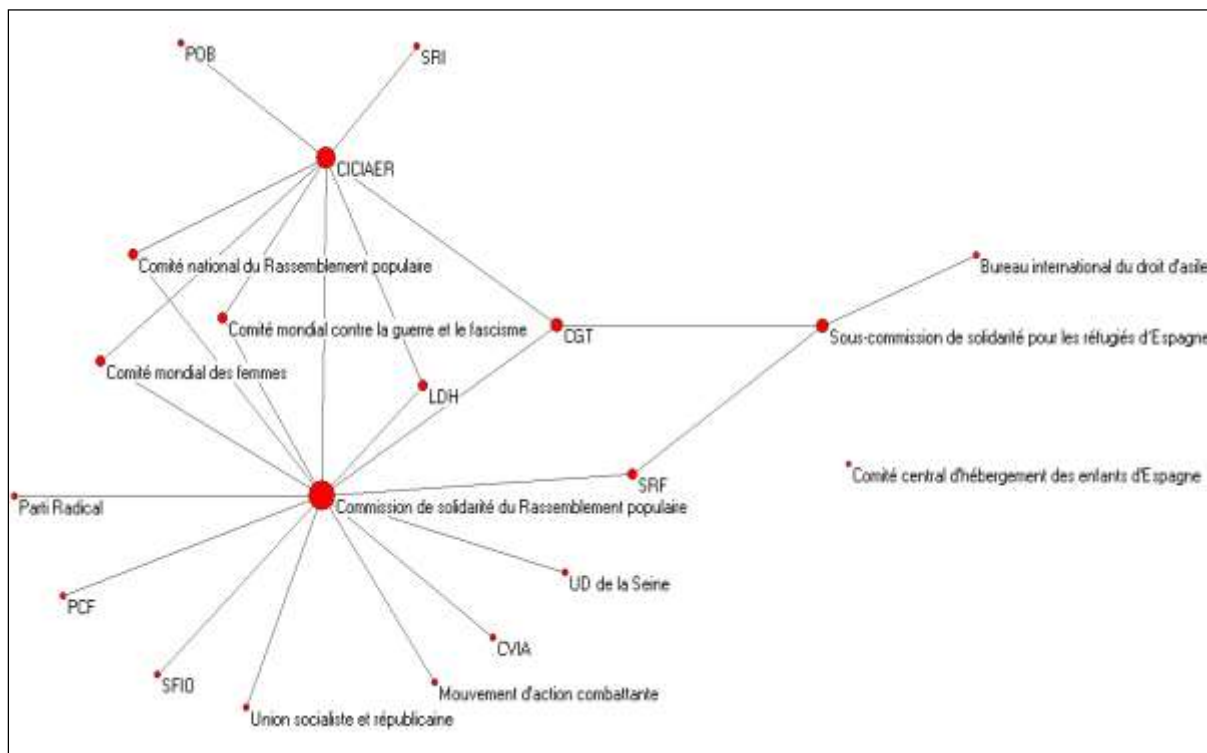 POB
SRI
CICIAER
Comité national du Rassemblement populaire
Bureau international du droit d'asile
Comité mondial contre la guerre et le fascisme
CGT
Sous-commission de solidarité pour les réfugiés d'Espagne
Comité mondial des femmes
LDH
SRF
Comité central d'hébergement des enfants d'Espagne
Parti Radical
Commission de solidarité du Rassemblement populaire
UD de la Seine
PCF
CVIA
SFIO
Mouvement d'action combattante
Union socialiste et républicaine